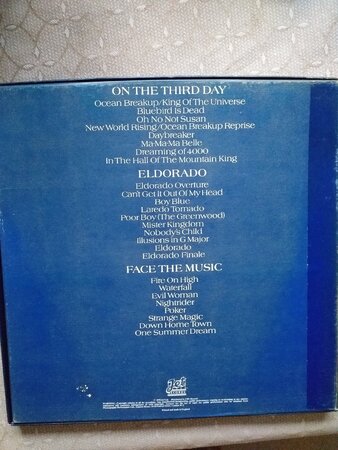 ON THE THIRD DAY
Ocean Breakup/King Of The Universe
Bluebird Is Dead
Oh No Not Susan
New World Rising/Ocean Breakup Reprise
Daybreaker
Ma-Ma-Ma Belle
Dreaming of 4000
In The Hall Of The Mountain King
ELDORADO
Eldorado Overture
Can't Get It Out Of My Head
Boy Blue
Laredo Tornado
Poor Boy (The Greenwood)
Mister Kingdom
Nobody's Child
Illusions in G Major
Eldorado
Eldorado Finale
FACE THE MUSIC
Fire On High
Waterfall
Evil Woman
Nightrider
Poker
Strange Magic
Down Home Town
One Summer Dream
Jet
RECORDS